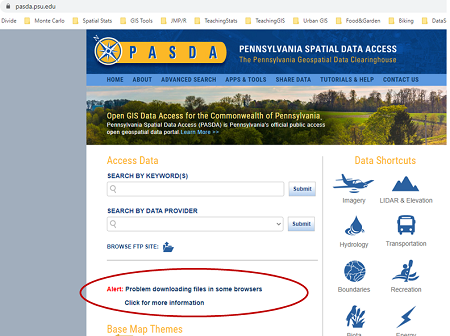 pasda.psu.edu
Divide Monte Carlo Spatial Stats GIS Tools JMP/R TeachingStats TeachingGIS Urban GIS Food&Garden Biking DataS
PASDA
PENNSYLVANIA SPATIAL DATA ACCESS
The Pennsylvania Geospatial Data Clearinghouse
HOME ABOUT ADVANCED SEARCH APPS & TOOLS SHARE DATA TUTORIALS & HELP CONTACT US
Open GIS Data Access for the Commonwealth of Pennsylvania
Pennsylvania Spatial Data Access (PASDA) is Pennsylvania's official public access
open geospatial data portal Learn More >>
Access Data
SEARCH BY KEYWORD(S)
Submit
SEARCH BY DATA PROVIDER
Submit
BROWSE FTP SITE:
Alert: Problem downloading files in some browsers
Click for more information
Base Map Themes
Data Shortcuts
Imagery LIDAR & Elevation
Hydrology Transportation
Boundaries Recreation
Energy